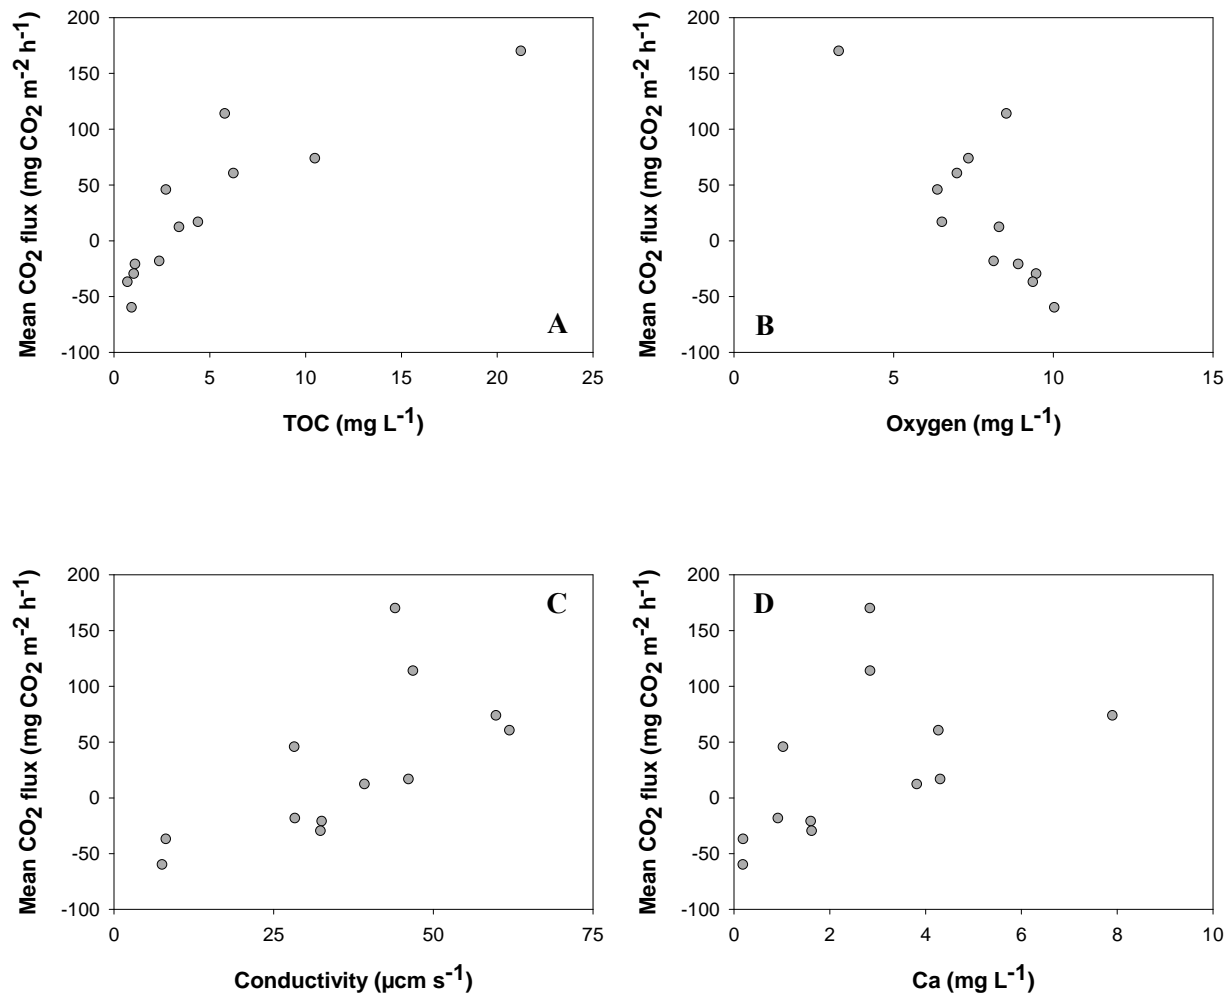 Mean CO2 flux (mg CO2 m-2 h-1)
200
150
100
50
0
-50
-100
A
0 5 10 15 20 25
TOC (mg L-1)
Mean CO2 flux (mg CO2 m-2 h-1)
200
150
100
50
0
-50
-100
B
0 5 10 15
Oxygen (mg L-1)
Mean CO2 flux (mg CO2 m-2 h-1)
200
150
100
50
0
-50
-100
C
0 25 50 75
Conductivity (µcm s-1)
Mean CO2 flux (mg CO2 m-2 h-1)
200
150
100
50
0
-50
-100
D
0 2 4 6 8 10
Ca (mg L-1)